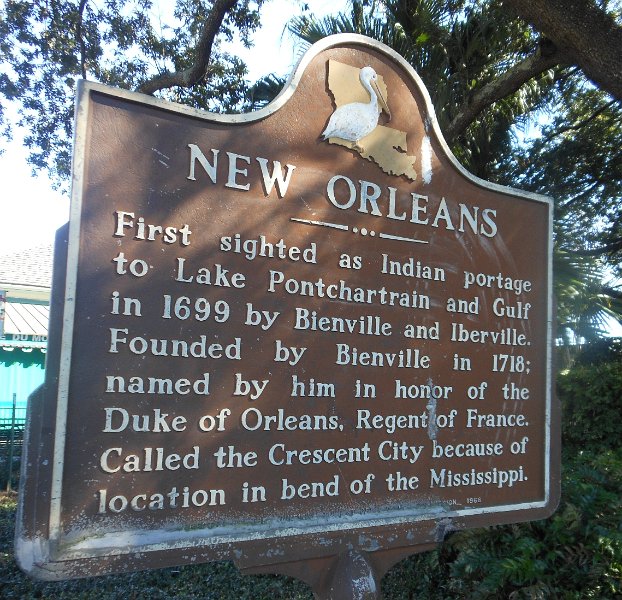 NEW ORLEANS
First sighted as Indian portage
to Lake Pontchartrain and Gulf
in 1699 by Bienville and Iberville.
Founded by Bienville in 1718;
named by him in honor of the
Duke of Orleans, Regent of France.
Called the Crescent City because of
location in bend of the Mississippi.
DU M